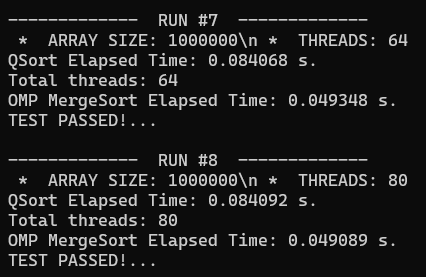 -------------  RUN #7  -------------
 *  ARRAY SIZE: 1000000\n *  THREADS: 64
QSort Elapsed Time: 0.084068 s.
Total threads: 64
OMP MergeSort Elapsed Time: 0.049348 s.
TEST PASSED!...

-------------  RUN #8  -------------
 *  ARRAY SIZE: 1000000\n *  THREADS: 80
QSort Elapsed Time: 0.084092 s.
Total threads: 80
OMP MergeSort Elapsed Time: 0.049089 s.
TEST PASSED!...